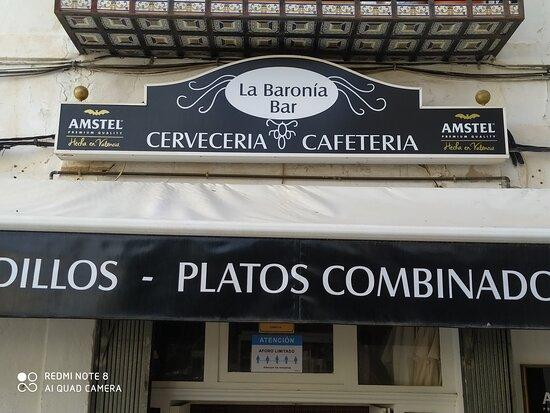 La Baronía
Bar
CERVECERIA CAFETERIA
AMSTEL
PREMIUM QUALITY
Hecha en Valencia
AMSTEL
PREMIUM QUALITY
Hecha en Valencia
DILLOS - PLATOS COMBINADO
ATENCIÓN
AFORO LIMITADO
REDMI NOTE 8
AI QUAD CAMERA